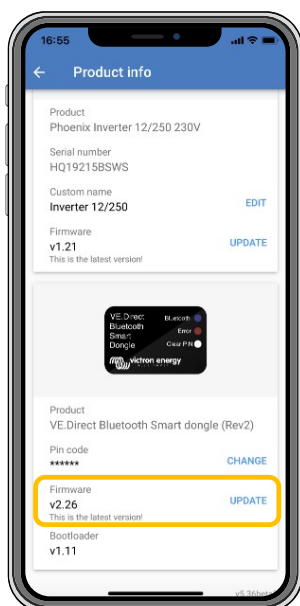 16:55
Product info
Product
Phoenix Inverter 12/250 230V
Serial number
HQ19215BSWS
Custom name
Inverter 12/250
EDIT
Firmware
v1.21
UPDATE
This is the latest version!
VE.Direct
Bluetooth
Smart
Dongle
Bluetooth
Error
Clear PIN
victron energy
Product
VE.Direct Bluetooth Smart dongle (Rev2)
Pin code
******
CHANGE
Firmware
v2.26
UPDATE
This is the latest version!
Bootloader
v1.11
v5.36beta